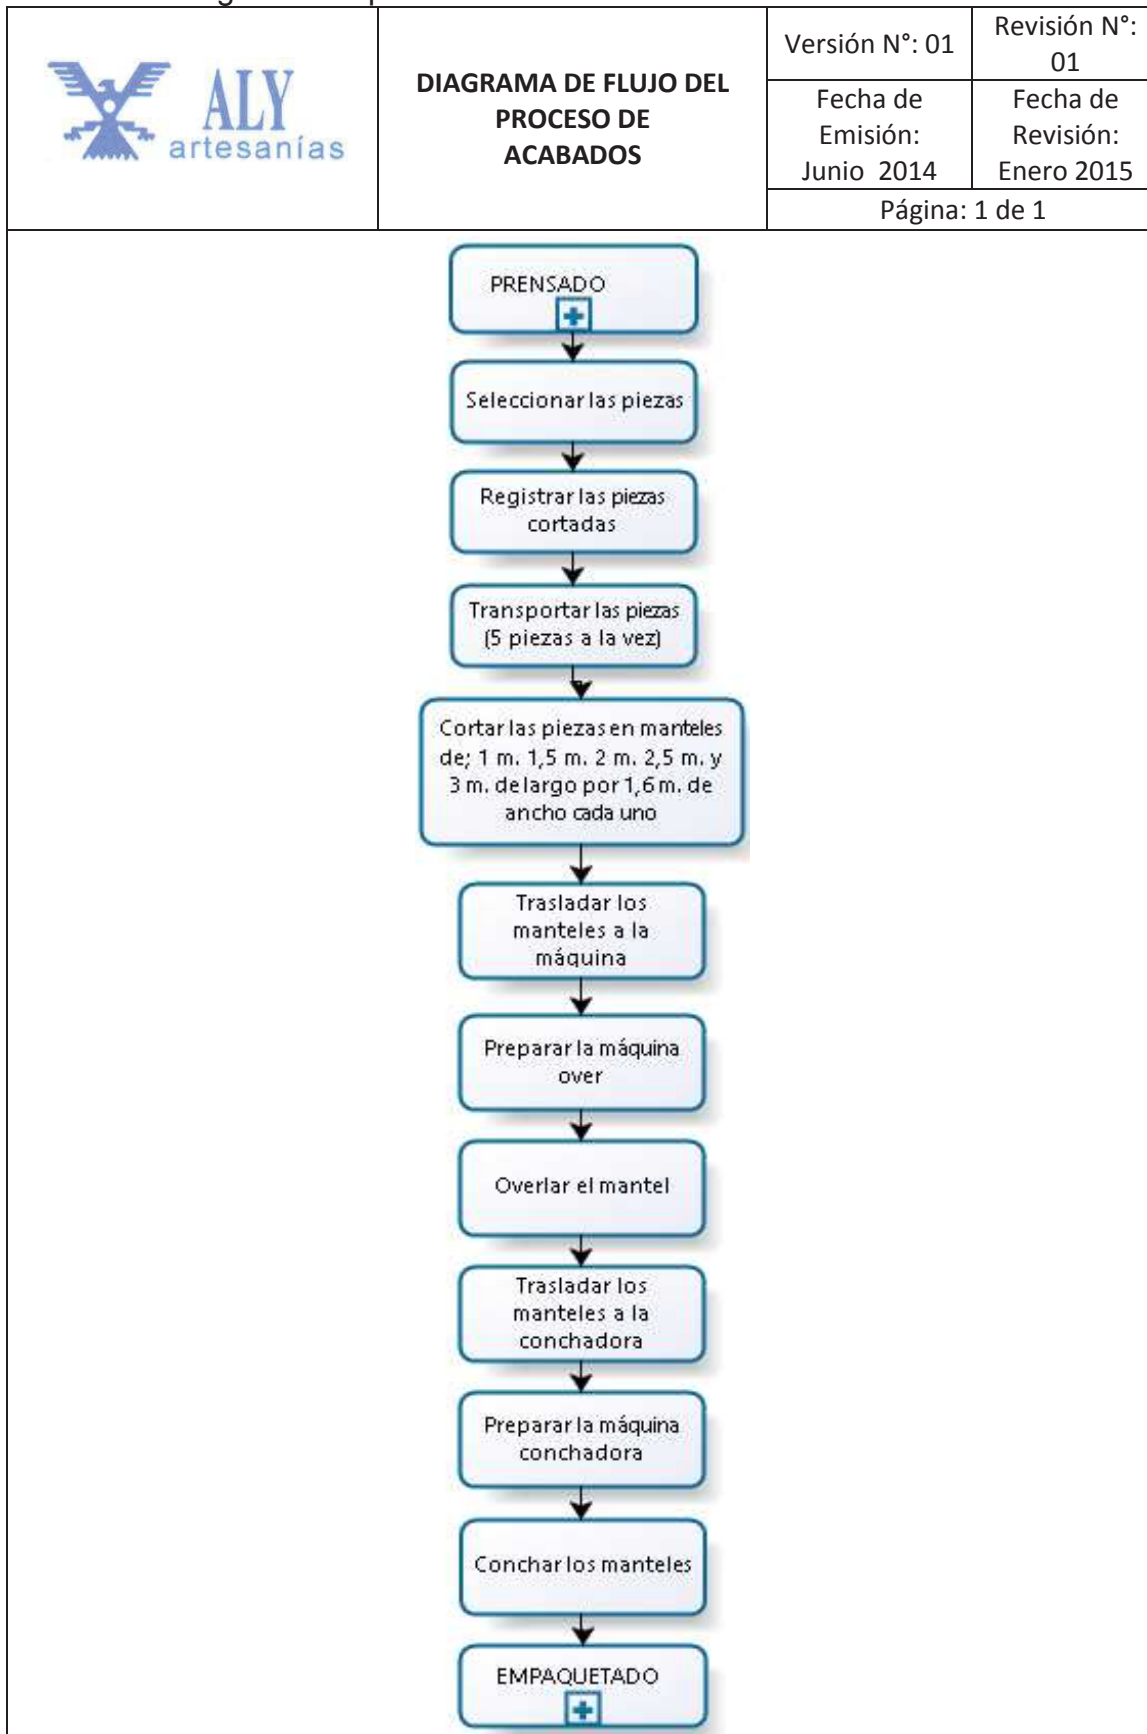 ALY
artesanías
DIAGRAMA DE FLUJO DEL
PROCESO DE
ACABADOS
Versión N°: 01
Revisión N°:
01
Fecha de
Emisión:
Junio 2014
Fecha de
Revisión:
Enero 2015
Página: 1 de 1
PRENSADO
Seleccionar las piezas
Registrar las piezas
cortadas
Transportar las piezas
(5 piezas a la vez)
Cortar las piezas en manteles
de; 1 m. 1,5 m. 2 m. 2,5 m. y
3 m. de largo por 1,6 m. de
ancho cada uno
Trasladar los
manteles a la
máquina
Preparar la máquina
over
Overlar el mantel
Trasladar los
manteles a la
conchadora
Preparar la máquina
conchadora
Conchar los manteles
EMPAQUETADO